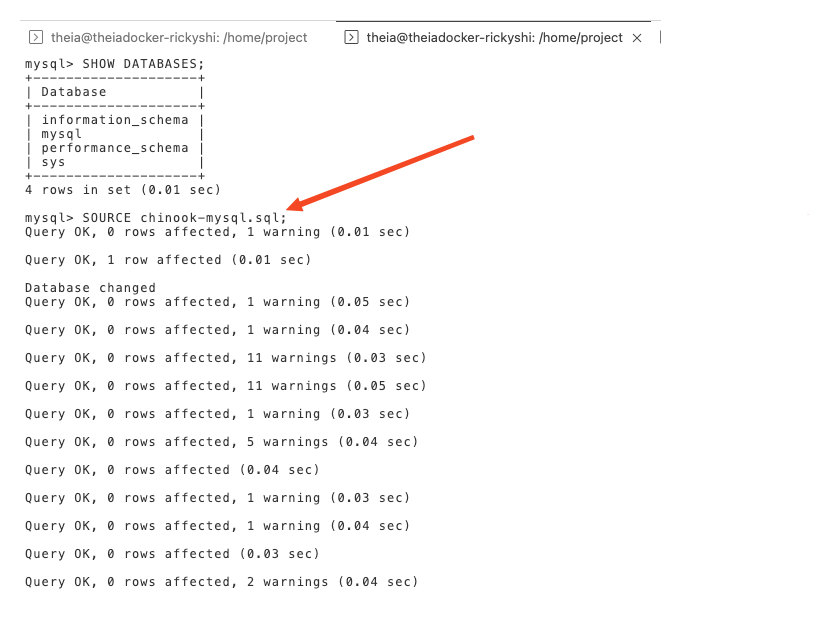 theia@theiadocker-rickyshi: /home/project
theia@theiadocker-rickyshi: /home/project ×
mysql> SHOW DATABASES;
+--------------------+
| Database           |
+--------------------+
| information_schema |
| mysql              |
| performance_schema |
| sys                |
+--------------------+
4 rows in set (0.01 sec)
mysql> SOURCE chinook-mysql.sql;
Query OK, 0 rows affected, 1 warning (0.01 sec)
Query OK, 1 row affected (0.01 sec)
Database changed
Query OK, 0 rows affected, 1 warning (0.05 sec)
Query OK, 0 rows affected, 1 warning (0.04 sec)
Query OK, 0 rows affected, 11 warnings (0.03 sec)
Query OK, 0 rows affected, 11 warnings (0.05 sec)
Query OK, 0 rows affected, 1 warning (0.03 sec)
Query OK, 0 rows affected, 5 warnings (0.04 sec)
Query OK, 0 rows affected (0.04 sec)
Query OK, 0 rows affected, 1 warning (0.03 sec)
Query OK, 0 rows affected, 1 warning (0.04 sec)
Query OK, 0 rows affected (0.03 sec)
Query OK, 0 rows affected, 2 warnings (0.04 sec)